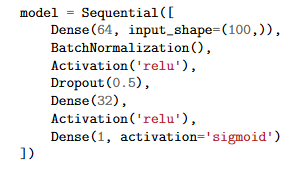 model = Sequential([
    Dense(64, input_shape=(100,)),
    BatchNormalization(),
    Activation('relu'),
    Dropout(0.5),
    Dense(32),
    Activation('relu'),
    Dense(1, activation='sigmoid')
])